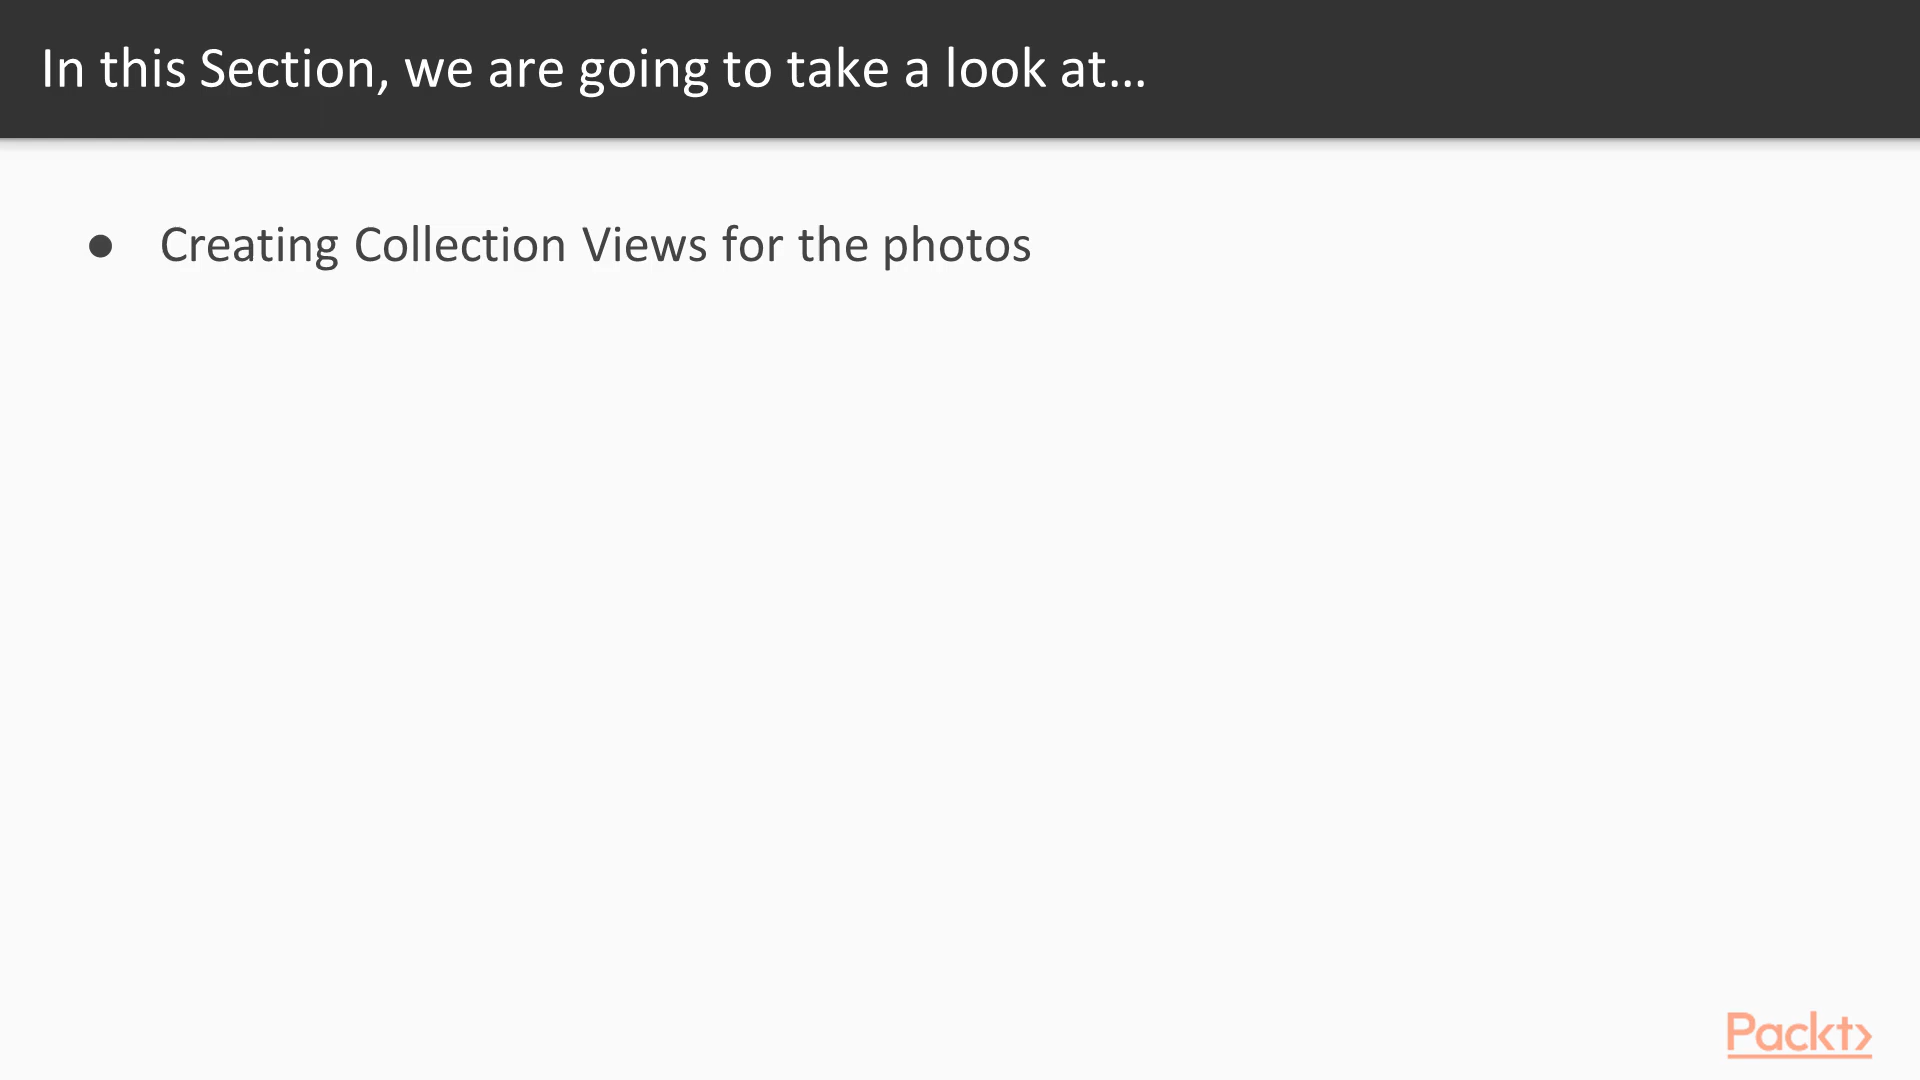 In this Section, we are going to take a look at...
● Creating Collection Views for the photos
Packt>